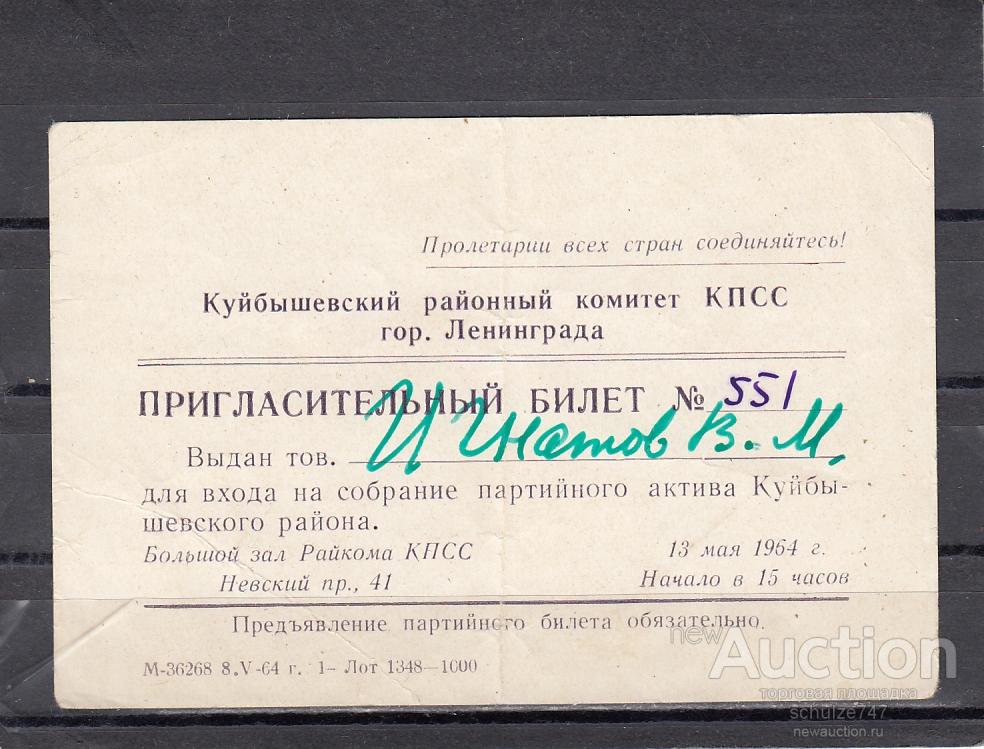 Пролетарии всех стран соединяйтесь!
Куйбышевский районный комитет КПСС
гор. Ленинграда
ПРИГЛАСИТЕЛЬНЫЙ БИЛЕТ № 551
Выдан тов. Игнатов В. М.
для входа на собрание партийного актива Куйбы-
шевского района.
Большой зал Райкома КПСС 13 мая 1964 г.
Невский пр., 41 Начало в 15 часов
Предъявление партийного билета обязательно.
М-36268 8.V-64 г. 1- Лот 1348—1000
newAuction
торговая площадка
schulze747
newauction.ru